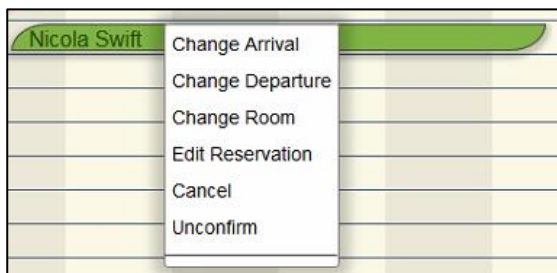 Nicola Swift
Change Arrival
Change Departure
Change Room
Edit Reservation
Cancel
Unconfirm